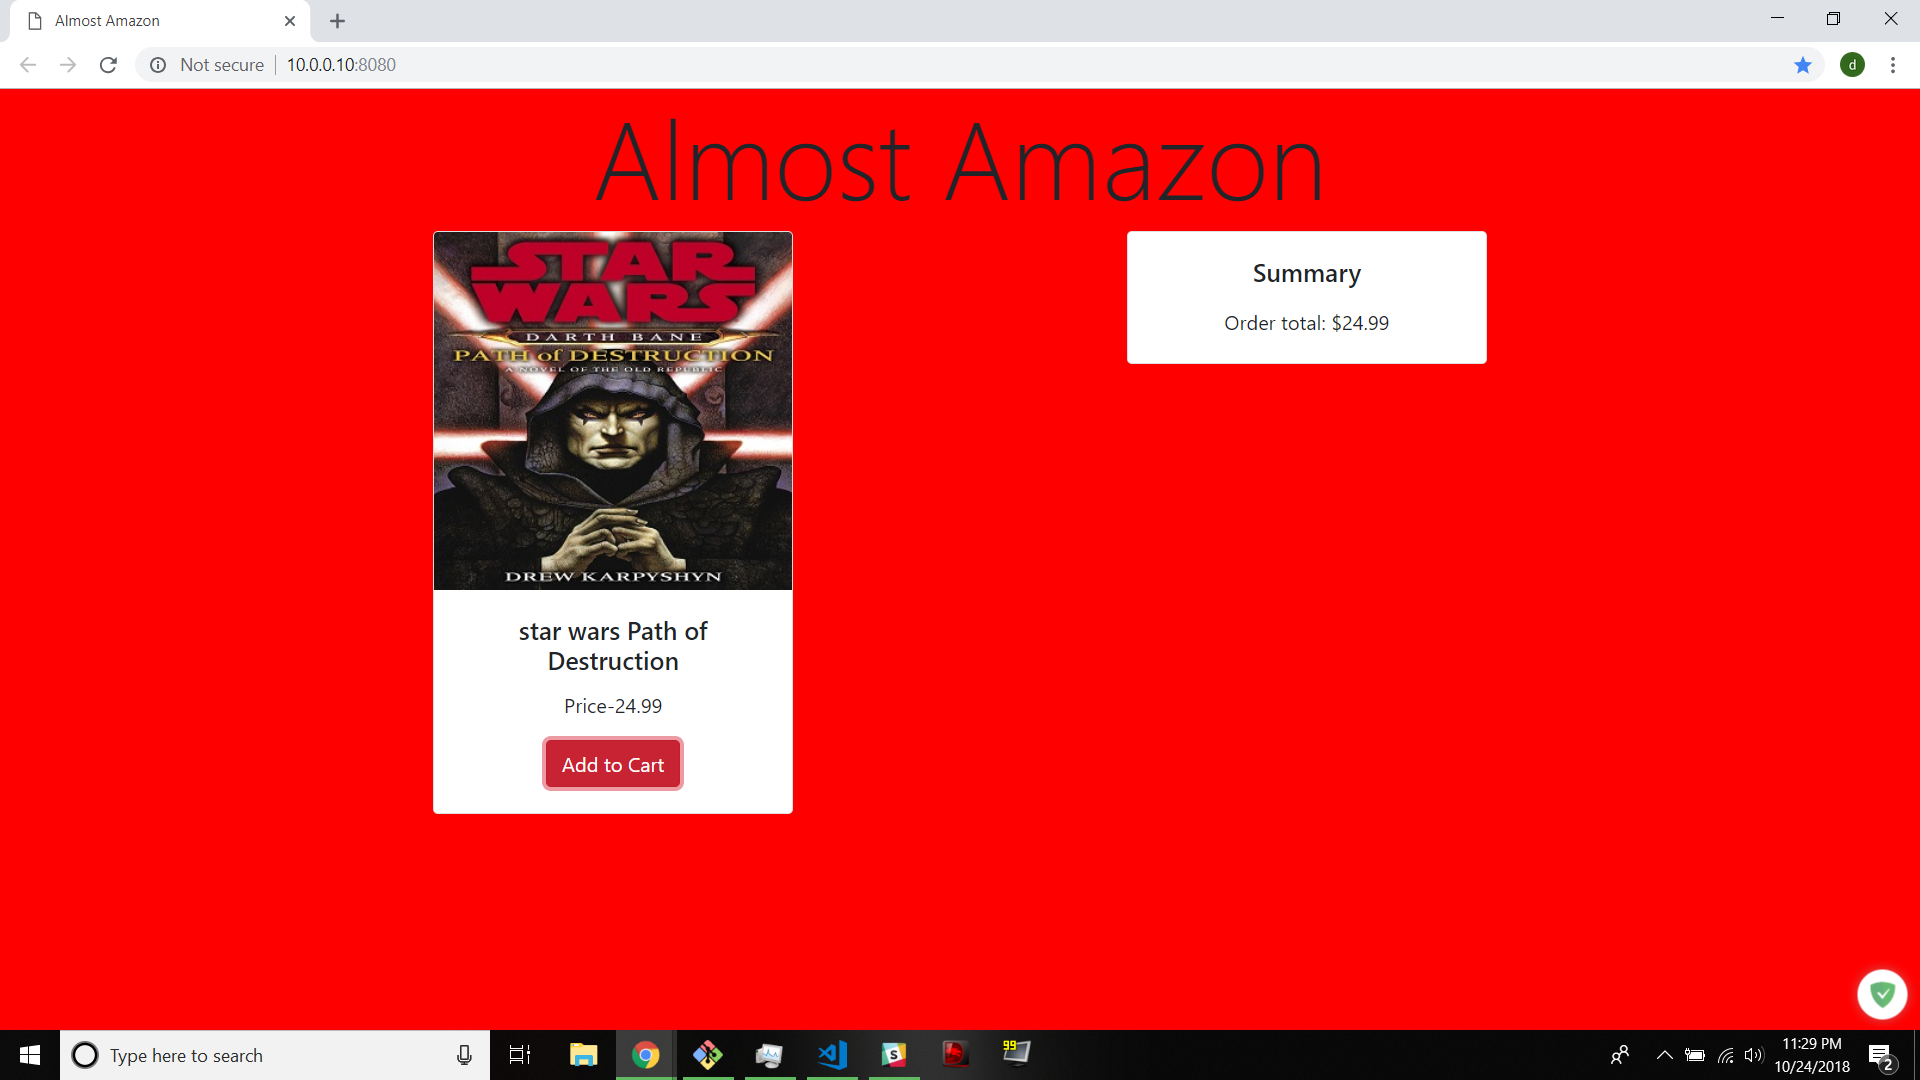 Almost Amazon
Not secure
10.0.0.10:8080
d
Almost Amazon
STAR
WARS
DARTH BANE
PATH of DESTRUCTION
A NOVEL OF THE OLD REPUBLIC
DREW KARPYSHYN
star wars Path of
Destruction
Price-24.99
Add to Cart
Summary
Order total: $24.99
Type here to search
S
99
11:29 PM
10/24/2018
2